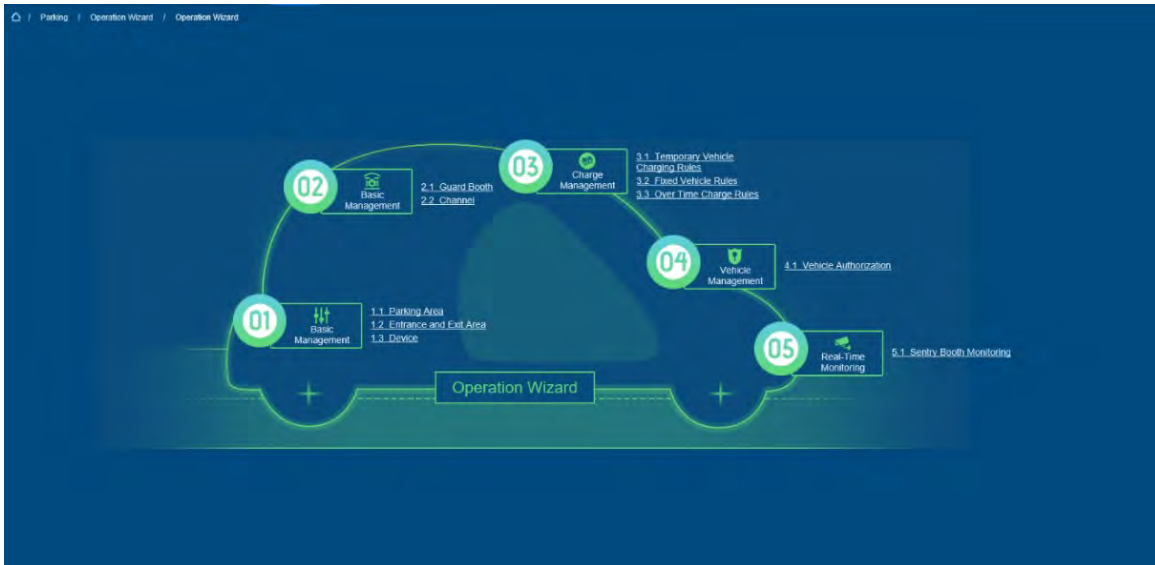 / Parking / Operation Wizard / Operation Wizard
03
Charge
Management
3.1 Temporary Vehicle
Charging Rules
3.2 Fixed Vehicle Rules
3.3 Over Time Charge Rules
02
Basic
Management
2.1 Guard Booth
2.2 Channel
04
Vehicle
Management
4.1 Vehicle Authorization
01
Basic
Management
1.1 Parking Area
1.2 Entrance and Exit Area
1.3 Device
05
Real-Time
Monitoring
5.1 Sentry Booth Monitoring
Operation Wizard